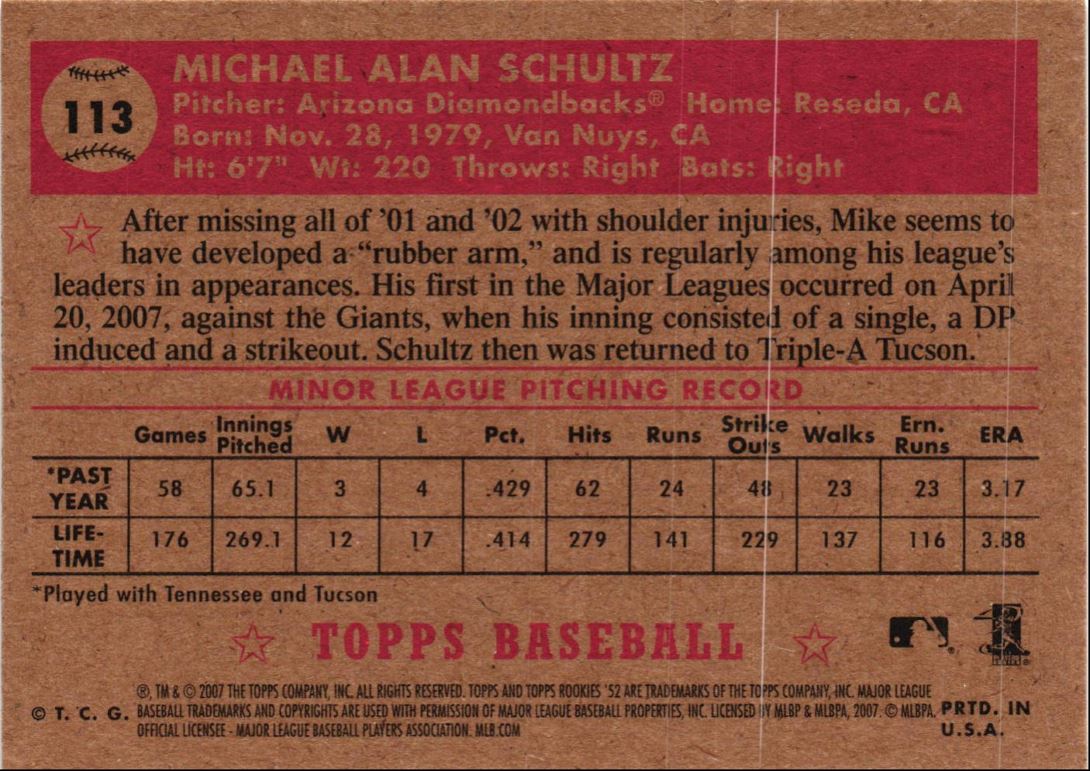 113
MICHAEL ALAN SCHULTZ
Pitcher: Arizona Diamondbacks® Home: Reseda, CA
Born: Nov. 28, 1979, Van Nuys, CA
Ht: 6'7" Wt: 220 Throws: Right Bats: Right
After missing all of ’01 and ’02 with shoulder injuries, Mike seems to
have developed a “rubber arm,” and is regularly among his league’s
leaders in appearances. His first in the Major Leagues occurred on April
20, 2007, against the Giants, when his inning consisted of a single, a DP
induced and a strikeout. Schultz then was returned to Triple-A Tucson.
MINOR LEAGUE PITCHING RECORD
Games Innings Pitched W L Pct. Hits Runs Strike Outs Walks Ern. Runs ERA
*PAST YEAR 58 65.1 3 4 .429 62 24 48 23 23 3.17
LIFE-TIME 176 269.1 12 17 .414 279 141 229 137 116 3.88
*Played with Tennessee and Tucson
TOPPS BASEBALL
®, TM & © 2007 THE TOPPS COMPANY, INC. ALL RIGHTS RESERVED. TOPPS AND TOPPS ROOKIES '52 ARE TRADEMARKS OF THE TOPPS COMPANY, INC. MAJOR LEAGUE
© T. C. G. BASEBALL TRADEMARKS AND COPYRIGHTS ARE USED WITH PERMISSION OF MAJOR LEAGUE BASEBALL PROPERTIES, INC. LICENSED BY MLBP & MLBPA, 2007. © MLBPA, PRTD. IN
OFFICIAL LICENSEE - MAJOR LEAGUE BASEBALL PLAYERS ASSOCIATION. MLB.COM U.S.A.